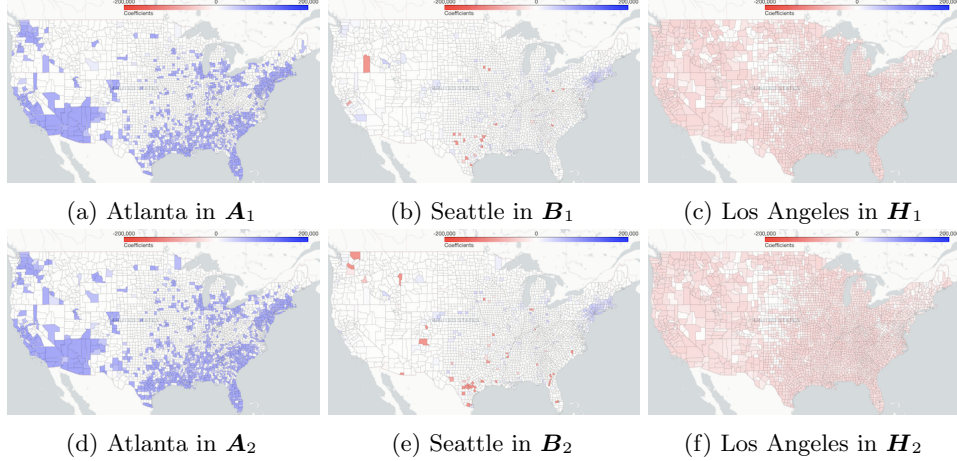 -200,000 0 200,000 -200,000 0 200,000 -200,000 0 200,000
Coefficients Coefficients Coefficients
(a) Atlanta in A₁ (b) Seattle in B₁ (c) Los Angeles in H₁
-200,000 0 200,000 -200,000 0 200,000 -200,000 0 200,000
Coefficients Coefficients Coefficients
(d) Atlanta in A₂ (e) Seattle in B₂ (f) Los Angeles in H₂